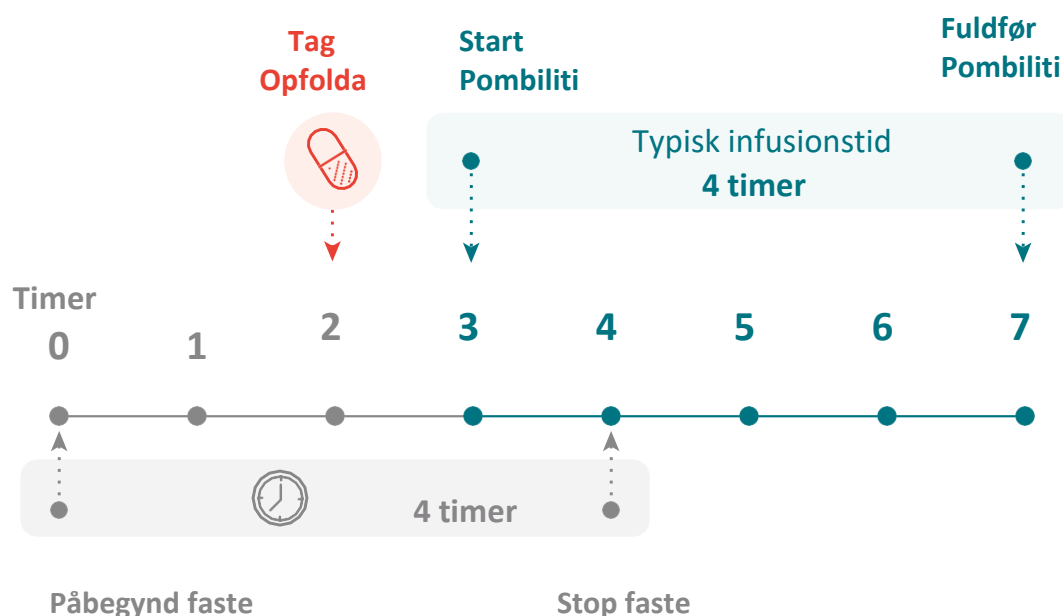 Tag
Opfolda
Start
Pombiliti
Fuldfør
Pombiliti
Typisk infusionstid
4 timer
Timer
0 1 2 3 4 5 6 7
4 timer
Påbegynd faste Stop faste